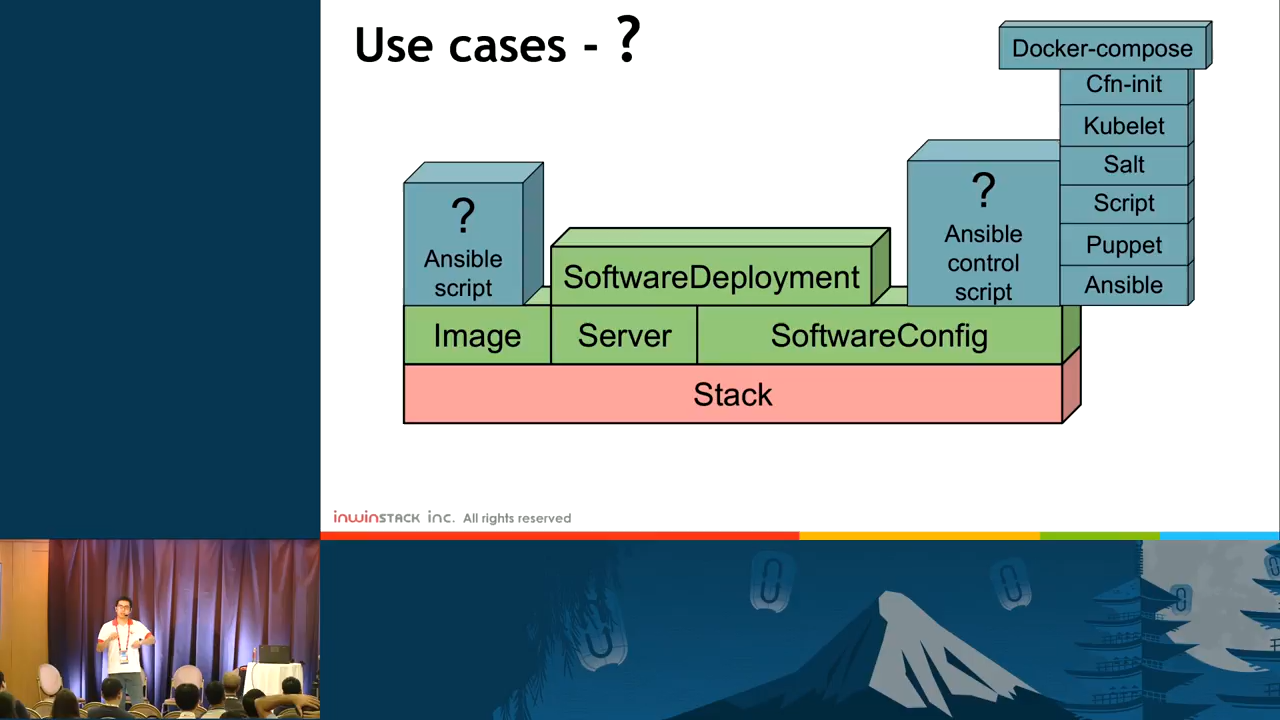 Use cases - ?
Docker-compose
Cfn-init
Kubelet
Salt
Script
Puppet
Ansible
?
Ansible
script
SoftwareDeployment
?
Ansible
control
script
Image
Server
SoftwareConfig
Stack
inwinSTACK inc. All rights reserved